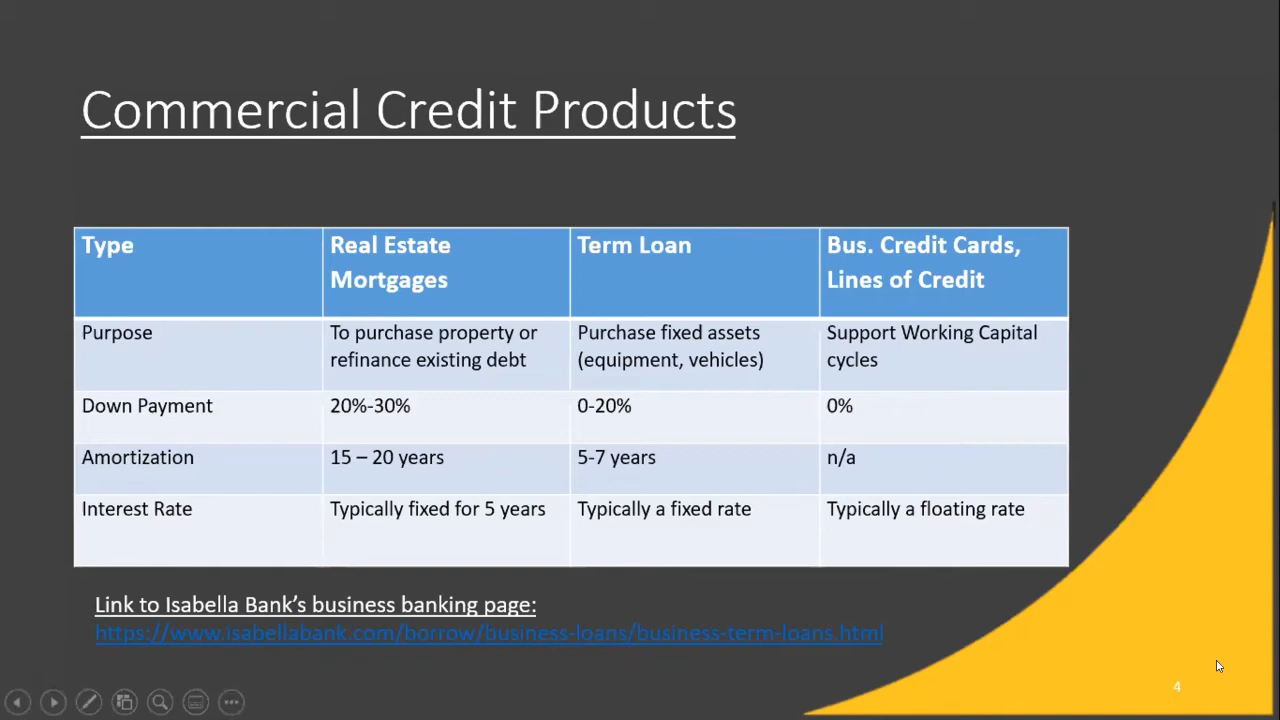 Commercial Credit Products
Type
Real Estate
Mortgages
Term Loan
Bus. Credit Cards,
Lines of Credit
Purpose
To purchase property or
refinance existing debt
Purchase fixed assets
(equipment, vehicles)
Support Working Capital
cycles
Down Payment
20%-30%
0-20%
0%
Amortization
15 – 20 years
5-7 years
n/a
Interest Rate
Typically fixed for 5 years
Typically a fixed rate
Typically a floating rate
Link to Isabella Bank's business banking page:
https://www.isabellabank.com/borrow/business-loans/business-term-loans.html
4